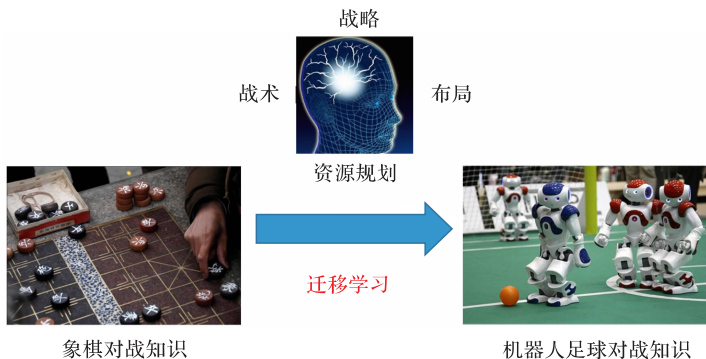 战略
战术
布局
资源规划
迁移学习
象棋对战知识
机器人足球对战知识